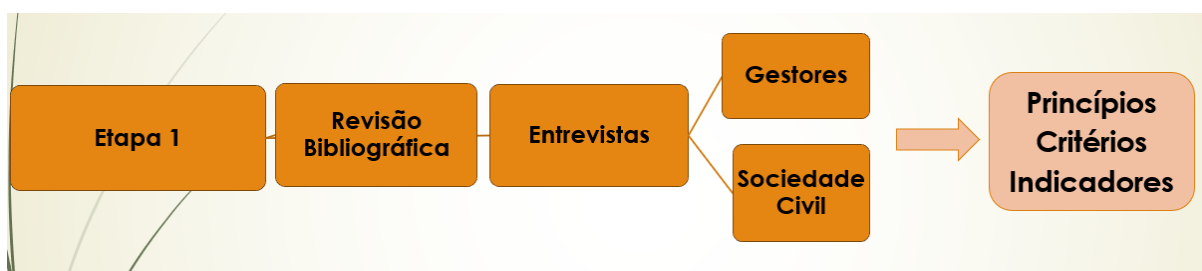 Etapa 1
Revisão
Bibliográfica
Entrevistas
Gestores
Sociedade
Civil
Princípios
Critérios
Indicadores